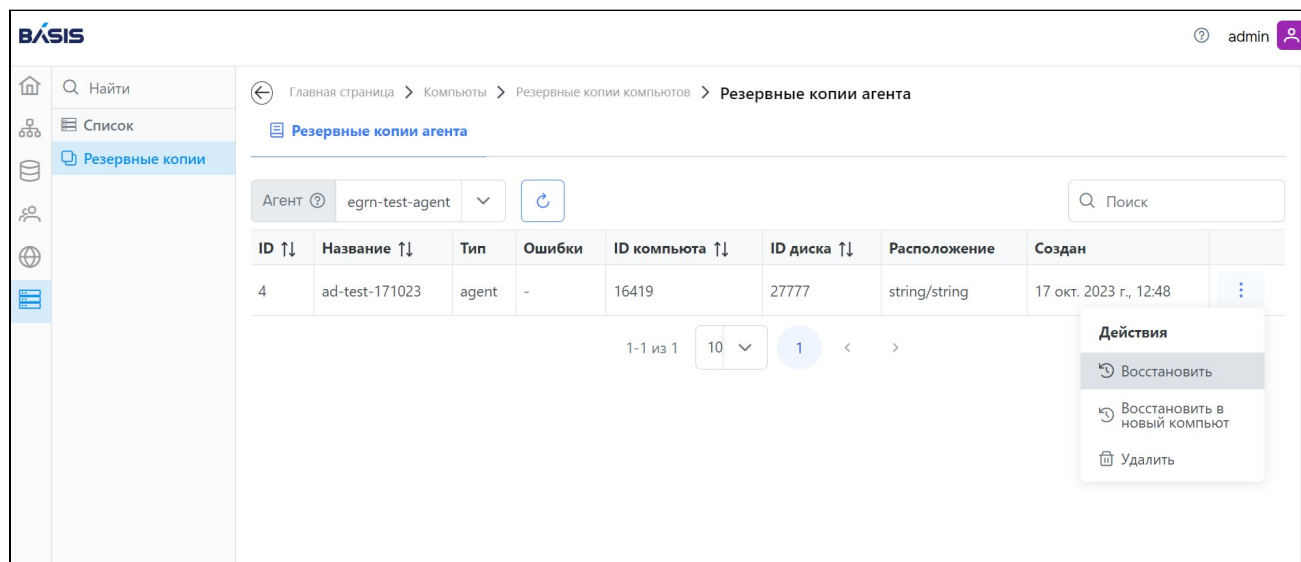 BÁSIS
admin
Найти
Главная страница > Компьюты > Резервные копии компьютов > Резервные копии агента
Список
Резервные копии агента
Резервные копии
Агент egrn-test-agent
Поиск
ID Название Тип Ошибки ID компьюта ID диска Расположение Создан
4 ad-test-171023 agent - 16419 27777 string/string 17 окт. 2023 г., 12:48
1-1 из 1 10 1 < >
Действия
Восстановить
Восстановить в
новый компьют
Удалить